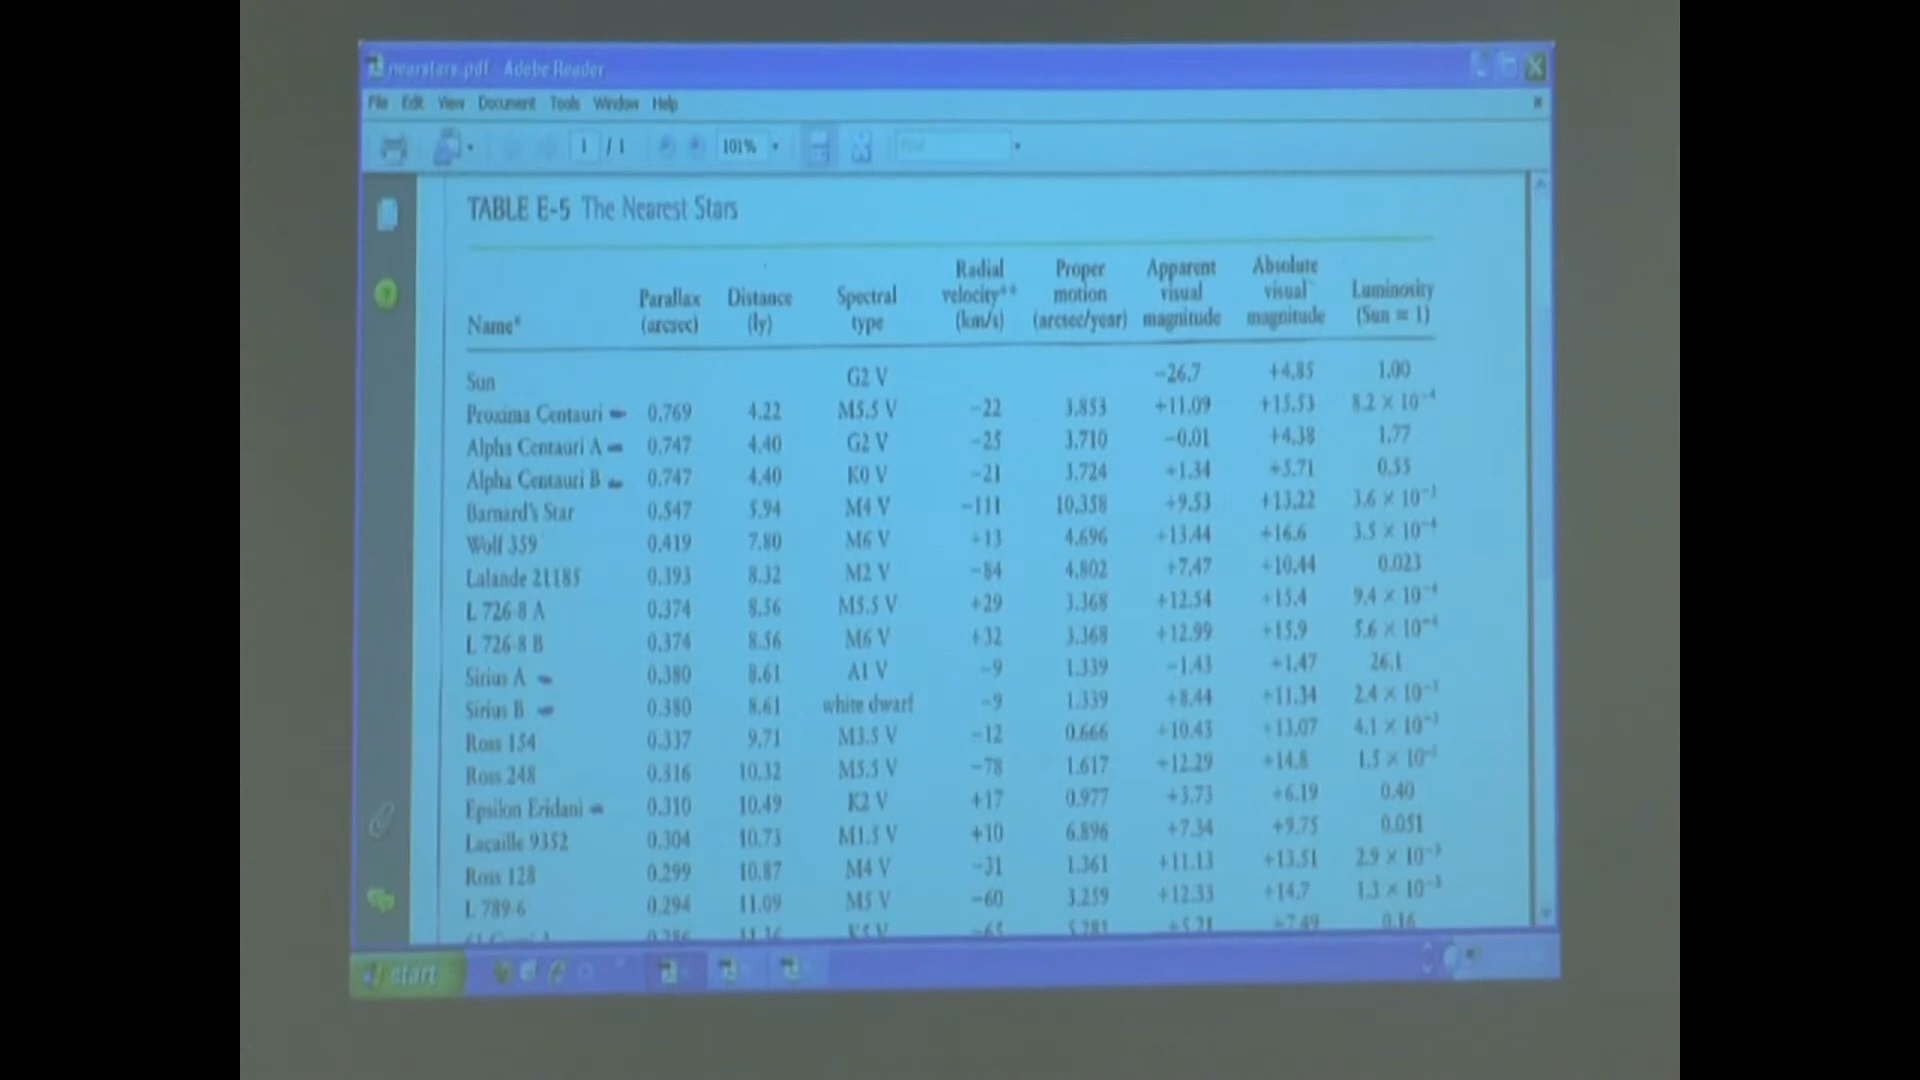 nearstars.pdf - Adobe Reader
File Edit View Document Tools Window Help
1 / 1 101% Find
TABLE E-5 The Nearest Stars
Name* Parallax (arcsec) Distance (ly) Spectral type Radial velocity** (km/s) Proper motion (arcsec/year) Apparent visual magnitude Absolute visual magnitude Luminosity (Sun = 1)
Sun G2 V −26.7 +4.85 1.00
Proxima Centauri 0.769 4.22 M5.5 V −22 3.853 +11.09 +15.53 8.2 × 10⁻⁴
Alpha Centauri A 0.747 4.40 G2 V −25 3.710 −0.01 +4.38 1.77
Alpha Centauri B 0.747 4.40 K0 V −21 3.724 +1.34 +5.71 0.55
Barnard's Star 0.547 5.94 M4 V −111 10.358 +9.53 +13.22 3.6 × 10⁻³
Wolf 359 0.419 7.80 M6 V +13 4.696 +13.44 +16.6 3.5 × 10⁻⁴
Lalande 21185 0.393 8.32 M2 V −84 4.802 +7.47 +10.44 0.023
L 726-8 A 0.374 8.56 M5.5 V +29 3.368 +12.54 +15.4 9.4 × 10⁻⁴
L 726-8 B 0.374 8.56 M6 V +32 3.368 +12.99 +15.9 5.6 × 10⁻⁴
Sirius A 0.380 8.61 A1 V −9 1.339 −1.43 +1.47 26.1
Sirius B 0.380 8.61 white dwarf −9 1.339 +8.44 +11.34 2.4 × 10⁻³
Ross 154 0.337 9.71 M3.5 V −12 0.666 +10.43 +13.07 4.1 × 10⁻³
Ross 248 0.316 10.32 M5.5 V −78 1.617 +12.29 +14.8 1.5 ×
Epsilon Eridani 0.310 10.49 K2 V +17 0.977 +3.73 +6.19 0.40
Lacaille 9352 0.304 10.73 M1.5 V +10 6.896 +7.34 +9.75 0.051
Ross 128 0.299 10.87 M4 V −31 1.361 +11.13 +13.51 2.9 × 10⁻³
L 789-6 0.294 11.09 M5 V −60 3.259 +12.33 +14.7 1.3 × 10⁻³
K5 V +5.21 +7.49 0.16
start